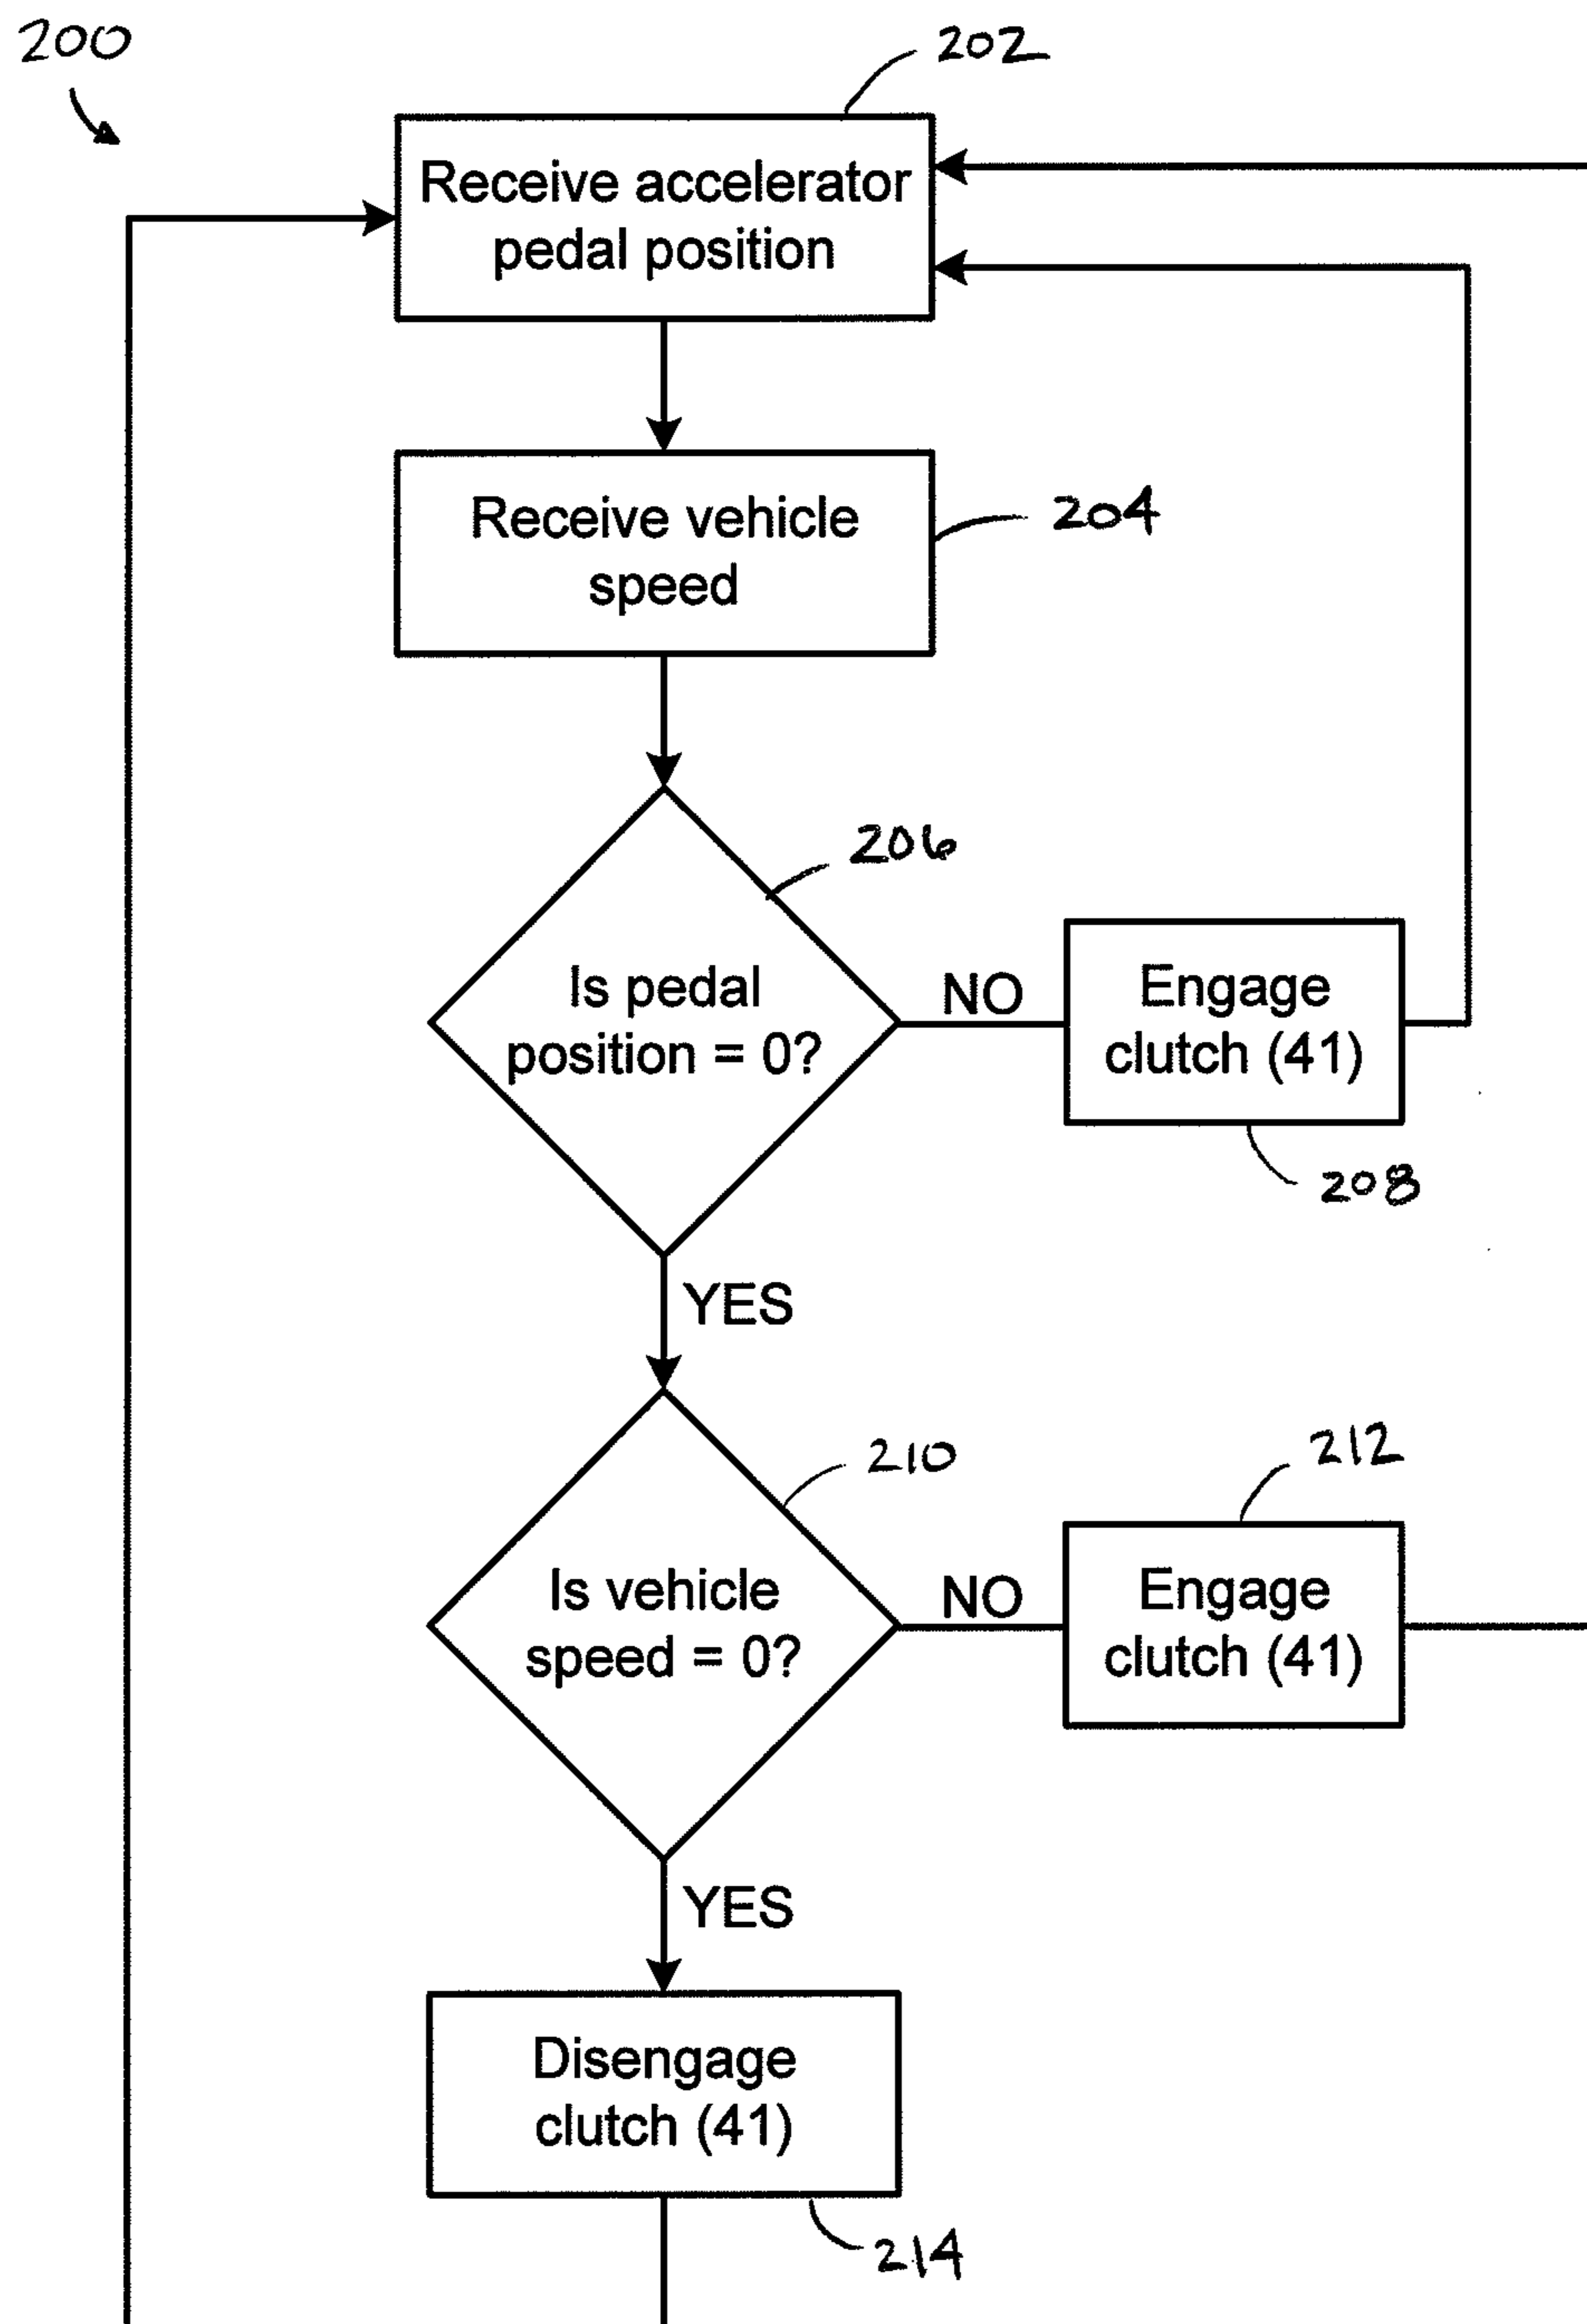 200
202
Receive accelerator
pedal position
Receive vehicle
speed
204
206
Is pedal
position = 0?
NO
Engage
clutch (41)
208
YES
210
212
Is vehicle
speed = 0?
NO
Engage
clutch (41)
YES
Disengage
clutch (41)
214